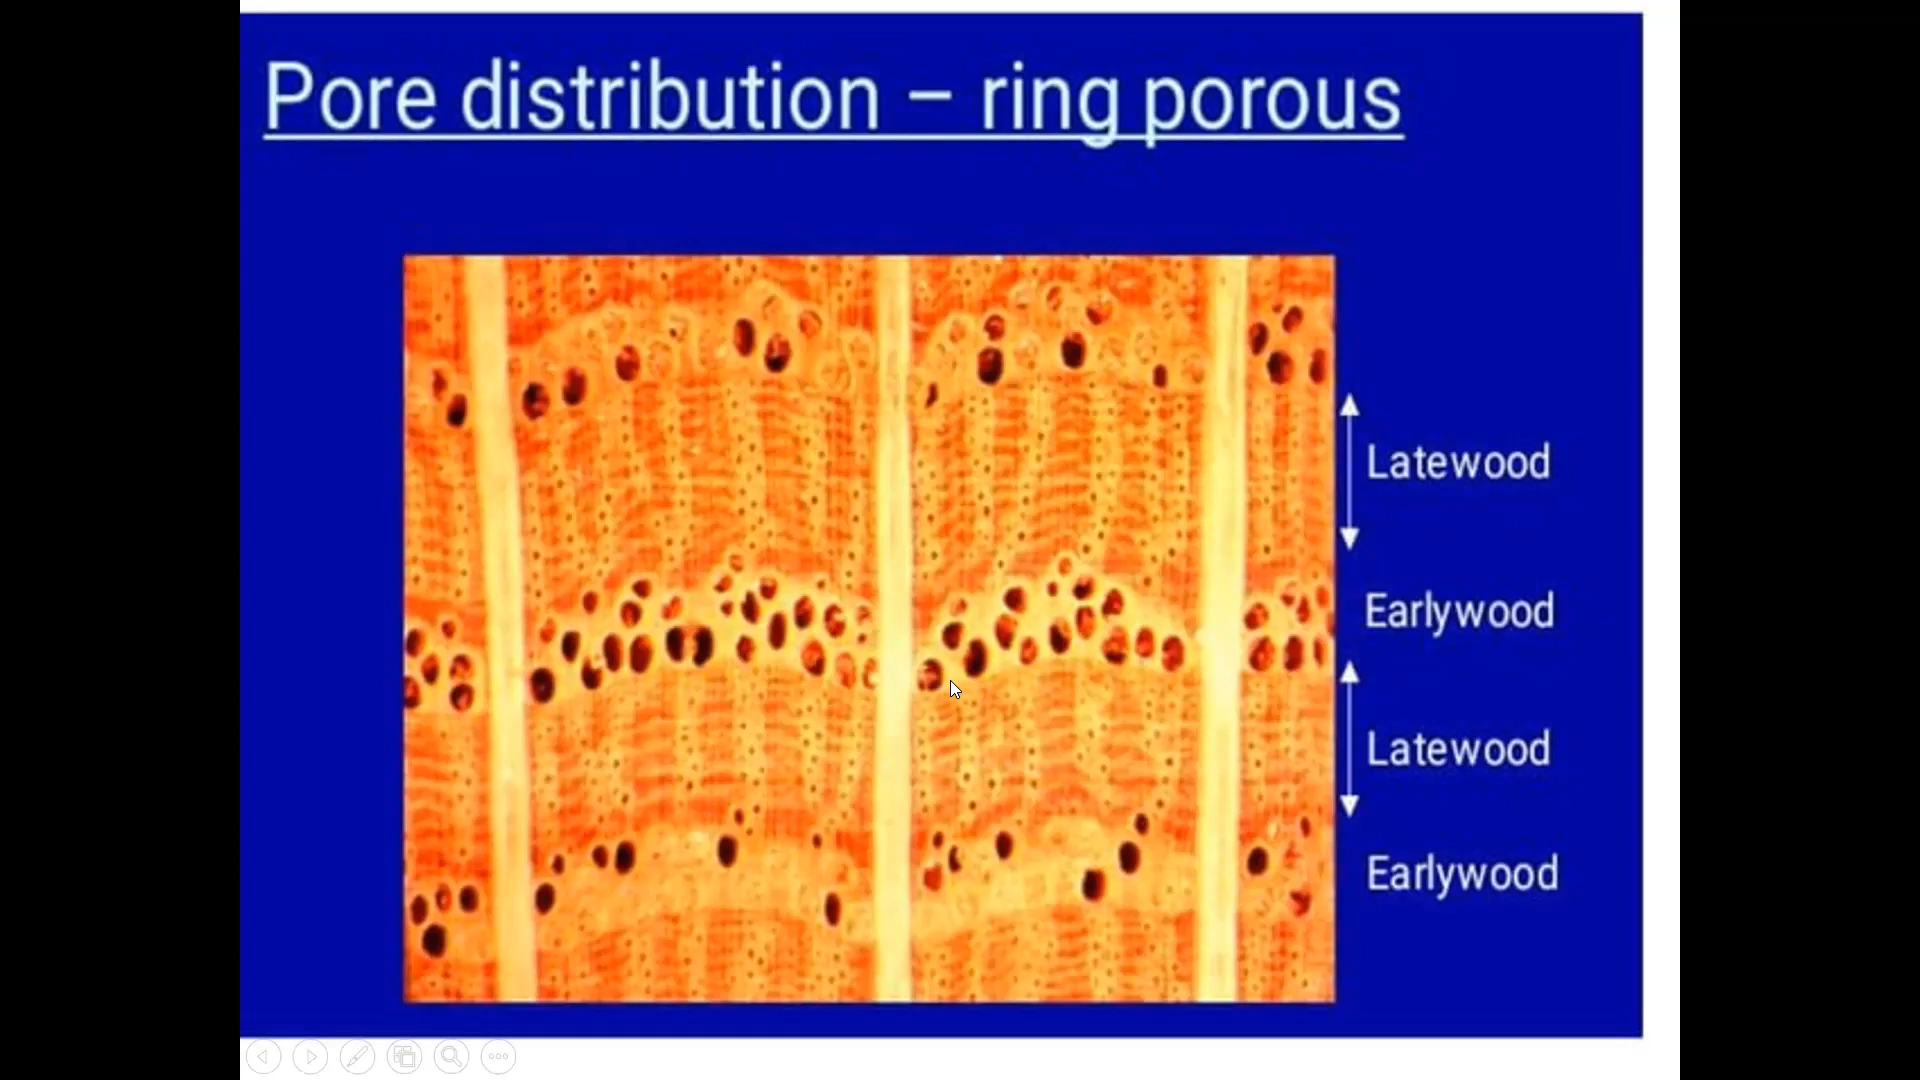 Pore distribution – ring porous
Latewood
Earlywood
Latewood
Earlywood